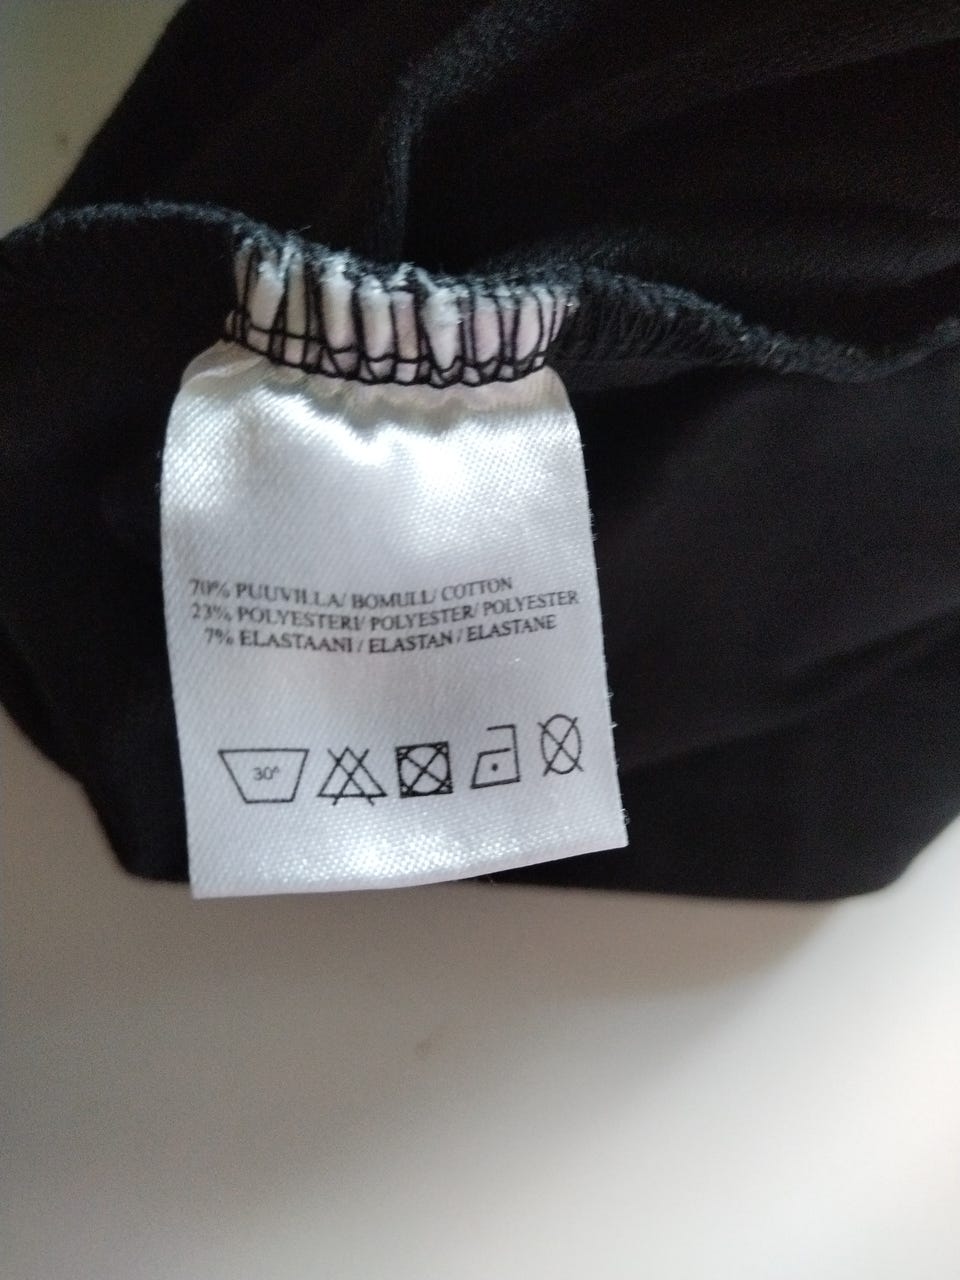 70% PUUVILLA/ BOMULL/ COTTON
23% POLYESTERI/ POLYESTER/ POLYESTER
7% ELASTAANI / ELASTAN / ELASTANE
30°